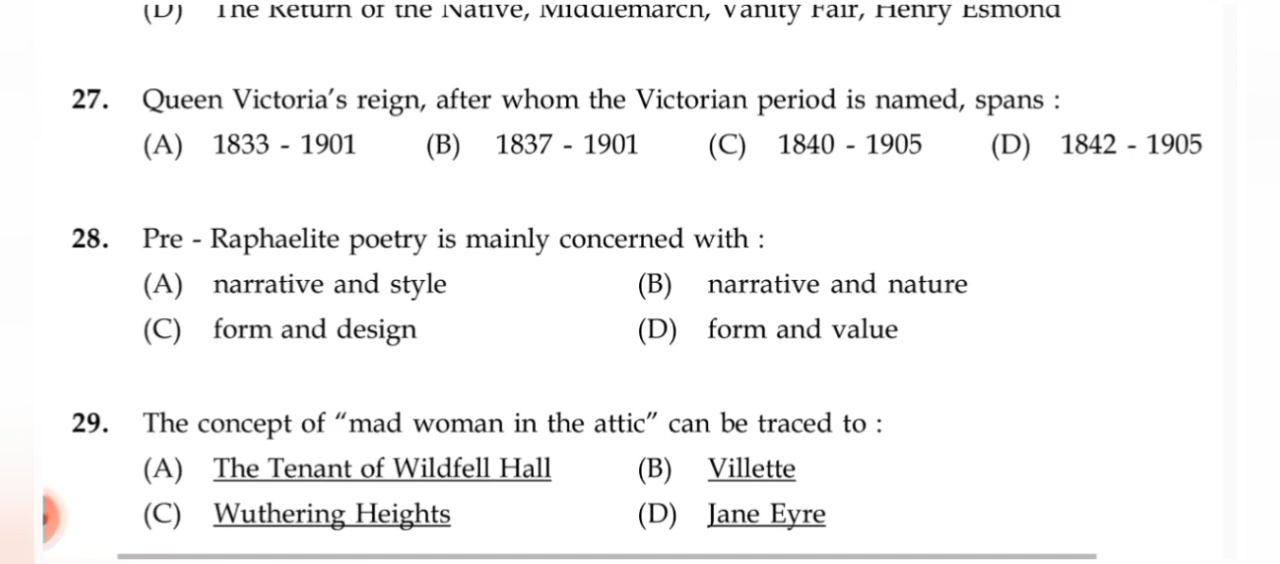 (D) The Return of the Native, Middlemarch, Vanity Fair, Henry Esmond
27. Queen Victoria's reign, after whom the Victorian period is named, spans :
(A) 1833 - 1901 (B) 1837 - 1901 (C) 1840 - 1905 (D) 1842 - 1905
28. Pre - Raphaelite poetry is mainly concerned with :
(A) narrative and style (B) narrative and nature
(C) form and design (D) form and value
29. The concept of “mad woman in the attic” can be traced to :
(A) The Tenant of Wildfell Hall (B) Villette
(C) Wuthering Heights (D) Jane Eyre